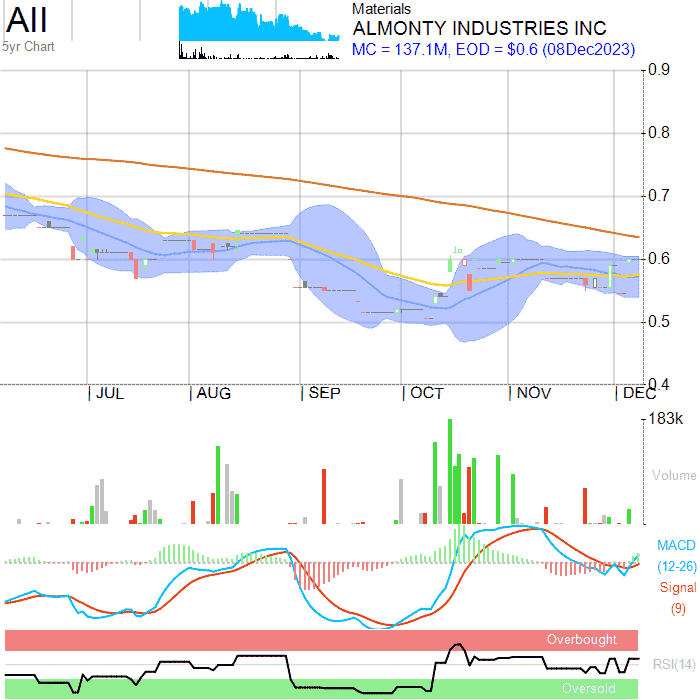 AII
5yr Chart
Materials
ALMONTY INDUSTRIES INC
MC = 137.1M, EOD = $0.6 (08Dec2023)
0.9
0.8
0.7
0.6
0.5
0.4
JUL
AUG
SEP
OCT
NOV
DEC
183k
Volume
MACD
(12-26)
Signal
(9)
Overbought
RSI(14)
Oversold